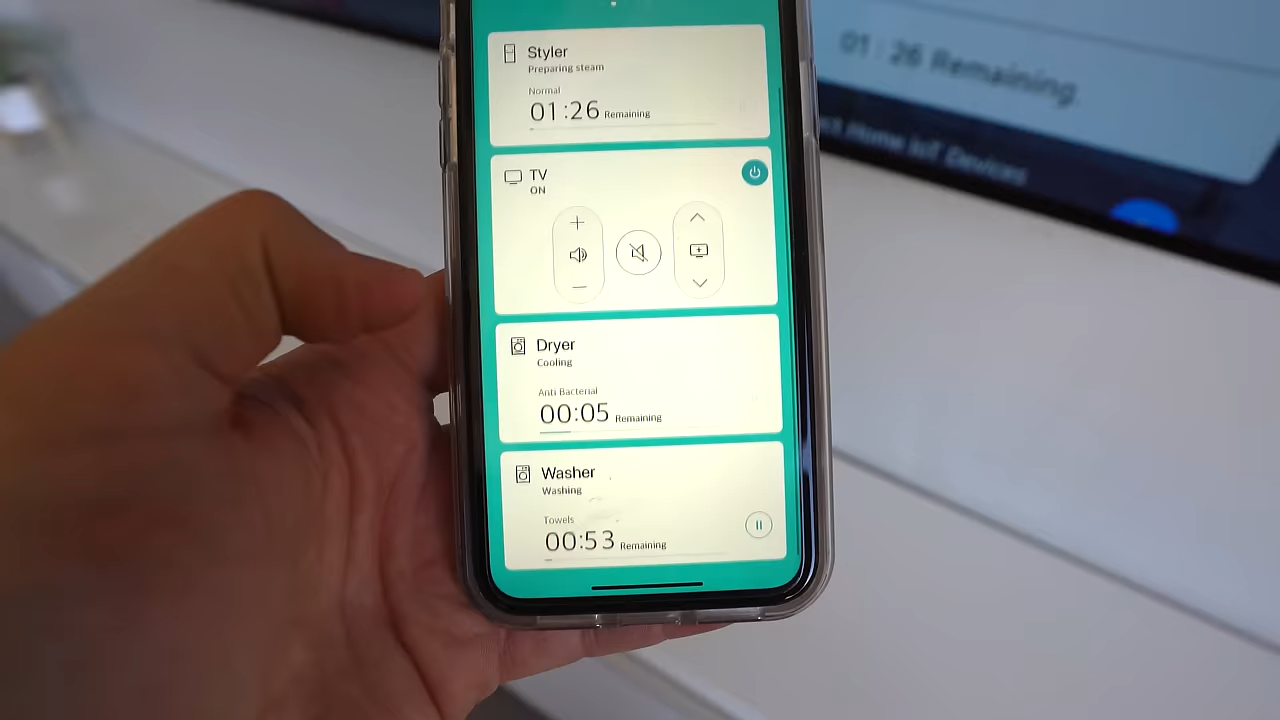 Styler
Preparing steam
Normal
01:26 Remaining
TV
ON
Dryer
Cooling
Anti Bacterial
00:05 Remaining
Washer
Washing
Towels
00:53 Remaining
01 : 26 Remaining
Home IoT Devices